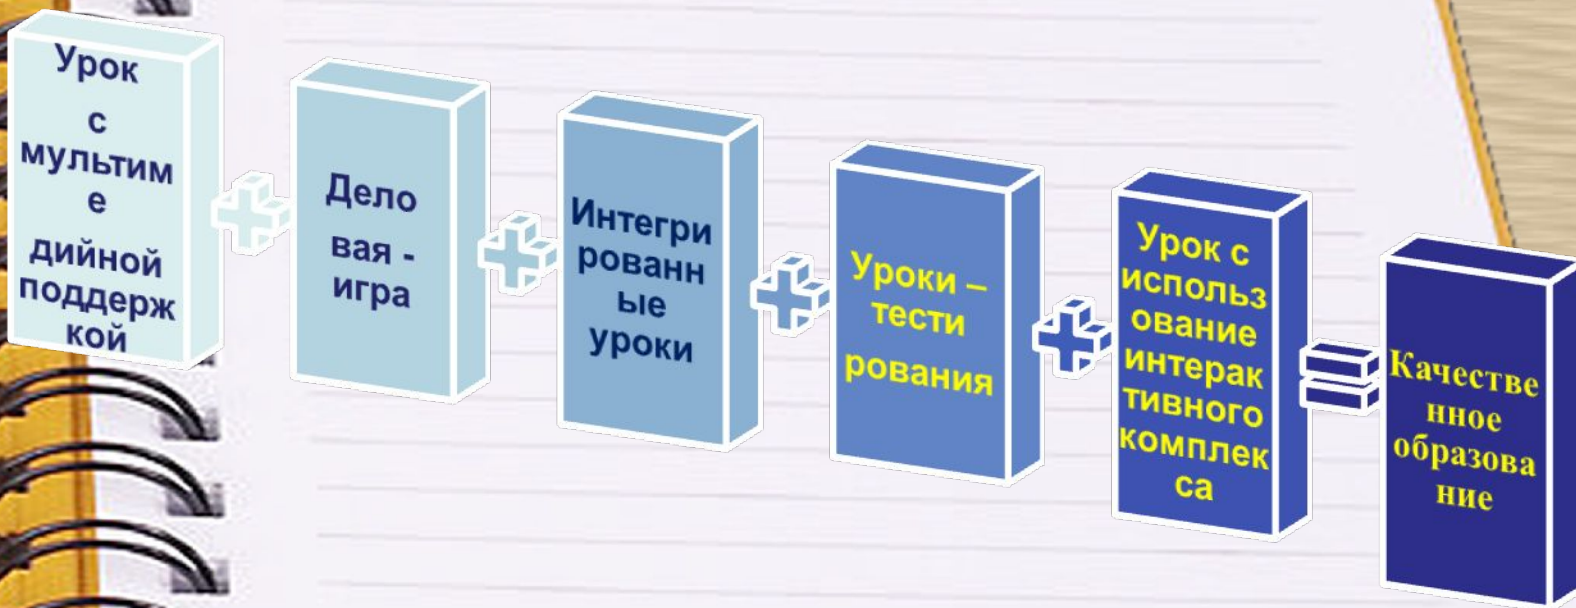 Урок
с
мультим
е
дийной
поддерж
кой
Дело
вая -
игра
Интегри
рованн
ые
уроки
Уроки –
тести
рования
Урок с
использ
ование
интерак
тивного
комплек
са
Качестве
нное
образова
ние